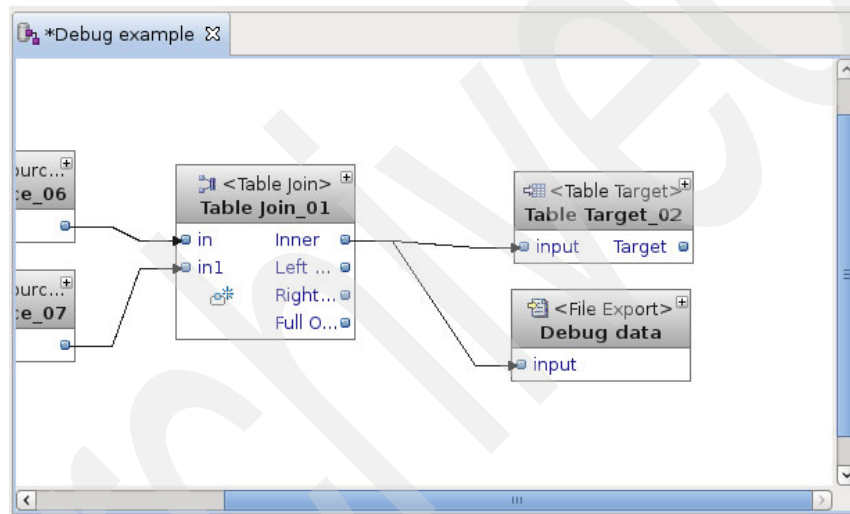 *Debug example
ourc...
ce_06
ourc...
ce_07
<Table Join>
Table Join_01
in Inner
in1 Left ...
Right...
Full O...
<Table Target>
Table Target_02
input Target
<File Export>
Debug data
input